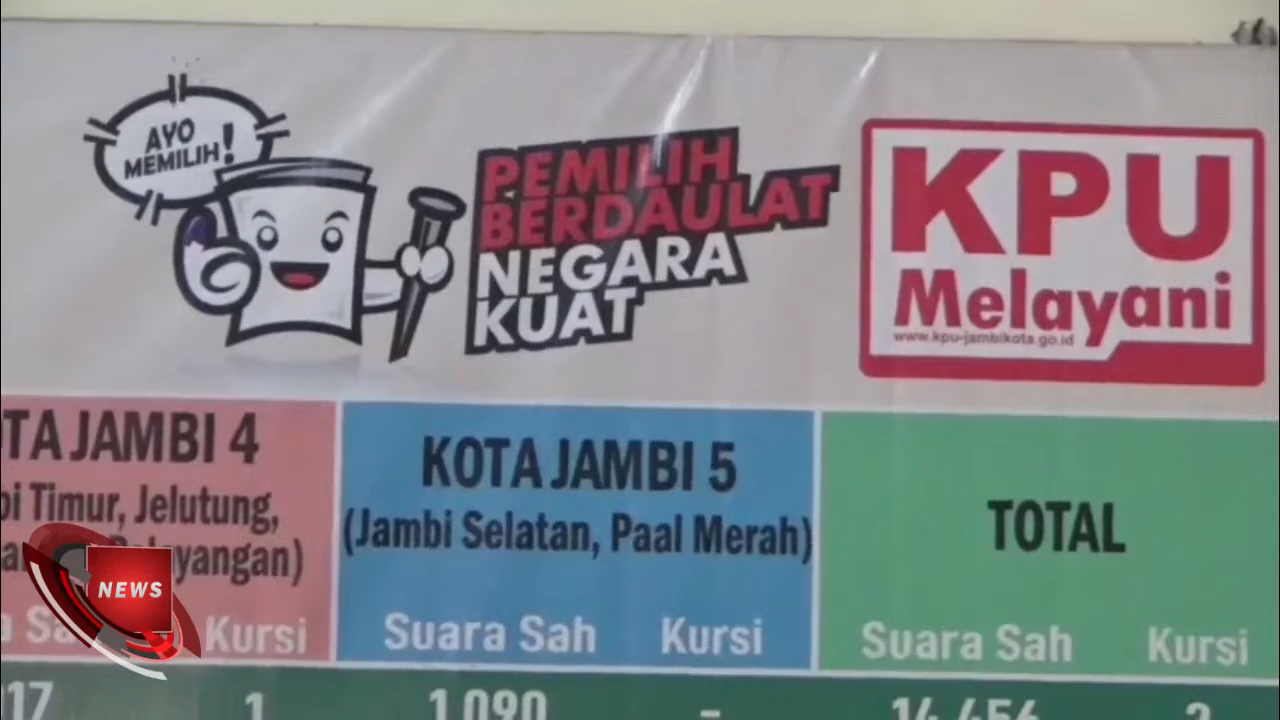 AYO
MEMILIH!
PEMILIH
BERDAULAT
NEGARA
KUAT
KPU
Melayani
www.kpu-jambikota.go.id
TA JAMBI 4
Timur, Jelutung,
yangan)
Kursi
1
KOTA JAMBI 5
(Jambi Selatan, Paal Merah)
Suara Sah Kursi
1.090 -
TOTAL
Suara Sah Kursi
14.456
NEWS